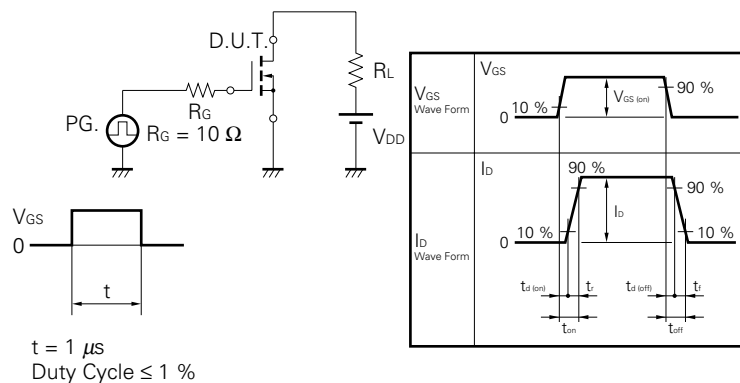 D.U.T.
RL
RG
PG.
RG = 10 Ω
VDD
VGS
0
t
t = 1 μs
Duty Cycle ≤ 1 %
VGS
Wave Form
VGS
10 %
VGS (on)
90 %
0
ID
Wave Form
ID
90 %
90 %
10 %
ID
10 %
0
td (on)
tr
td (off)
tf
ton
toff